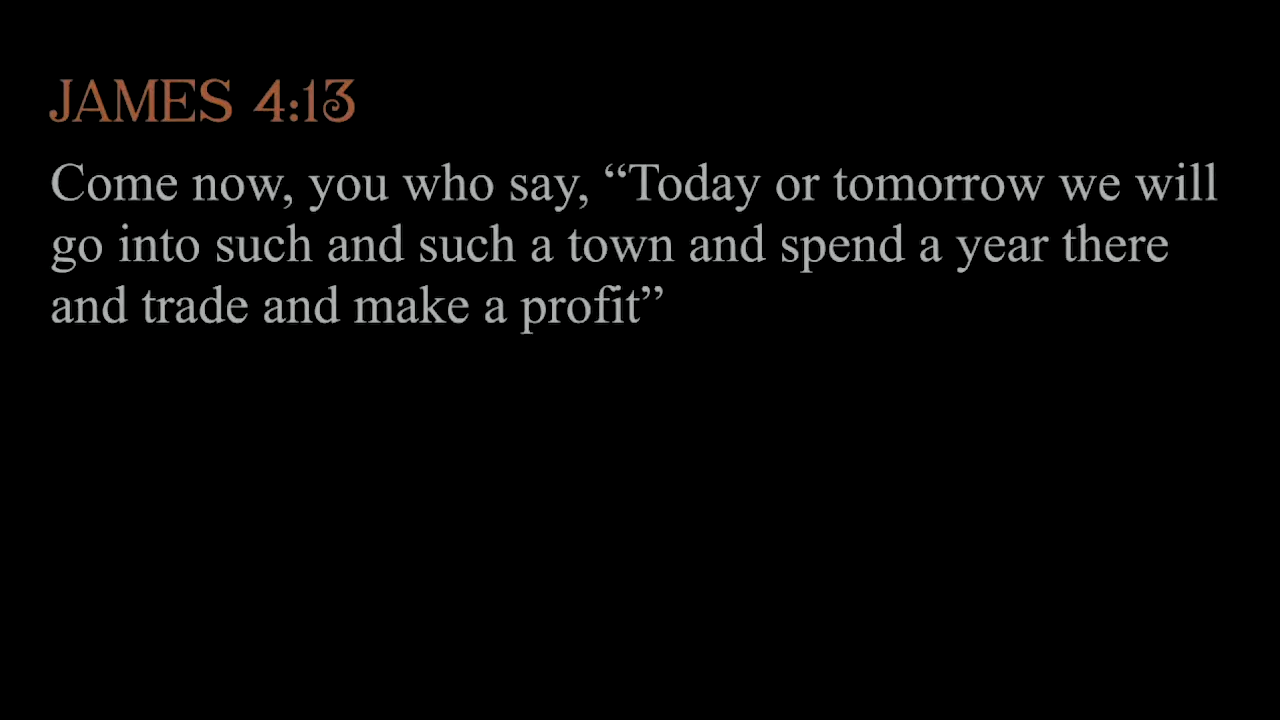 JAMES 4:13
Come now, you who say, “Today or tomorrow we will
go into such and such a town and spend a year there
and trade and make a profit”